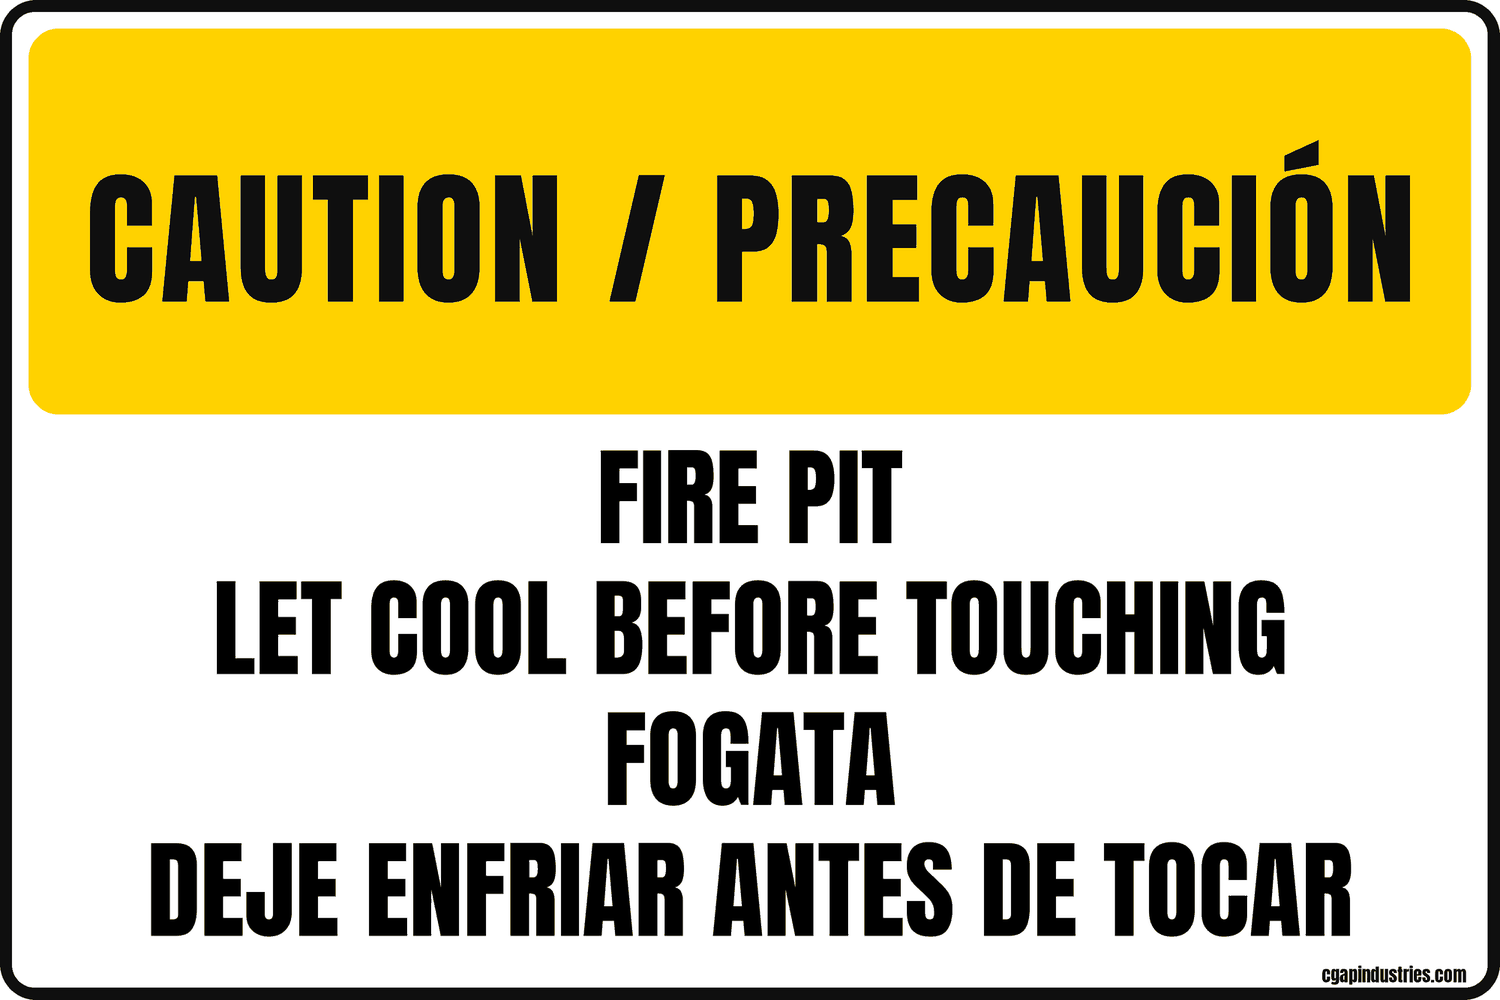 CAUTION / PRECAUCIÓN
FIRE PIT
LET COOL BEFORE TOUCHING
FOGATA
DEJE ENFRIAR ANTES DE TOCAR
cgapindustries.com